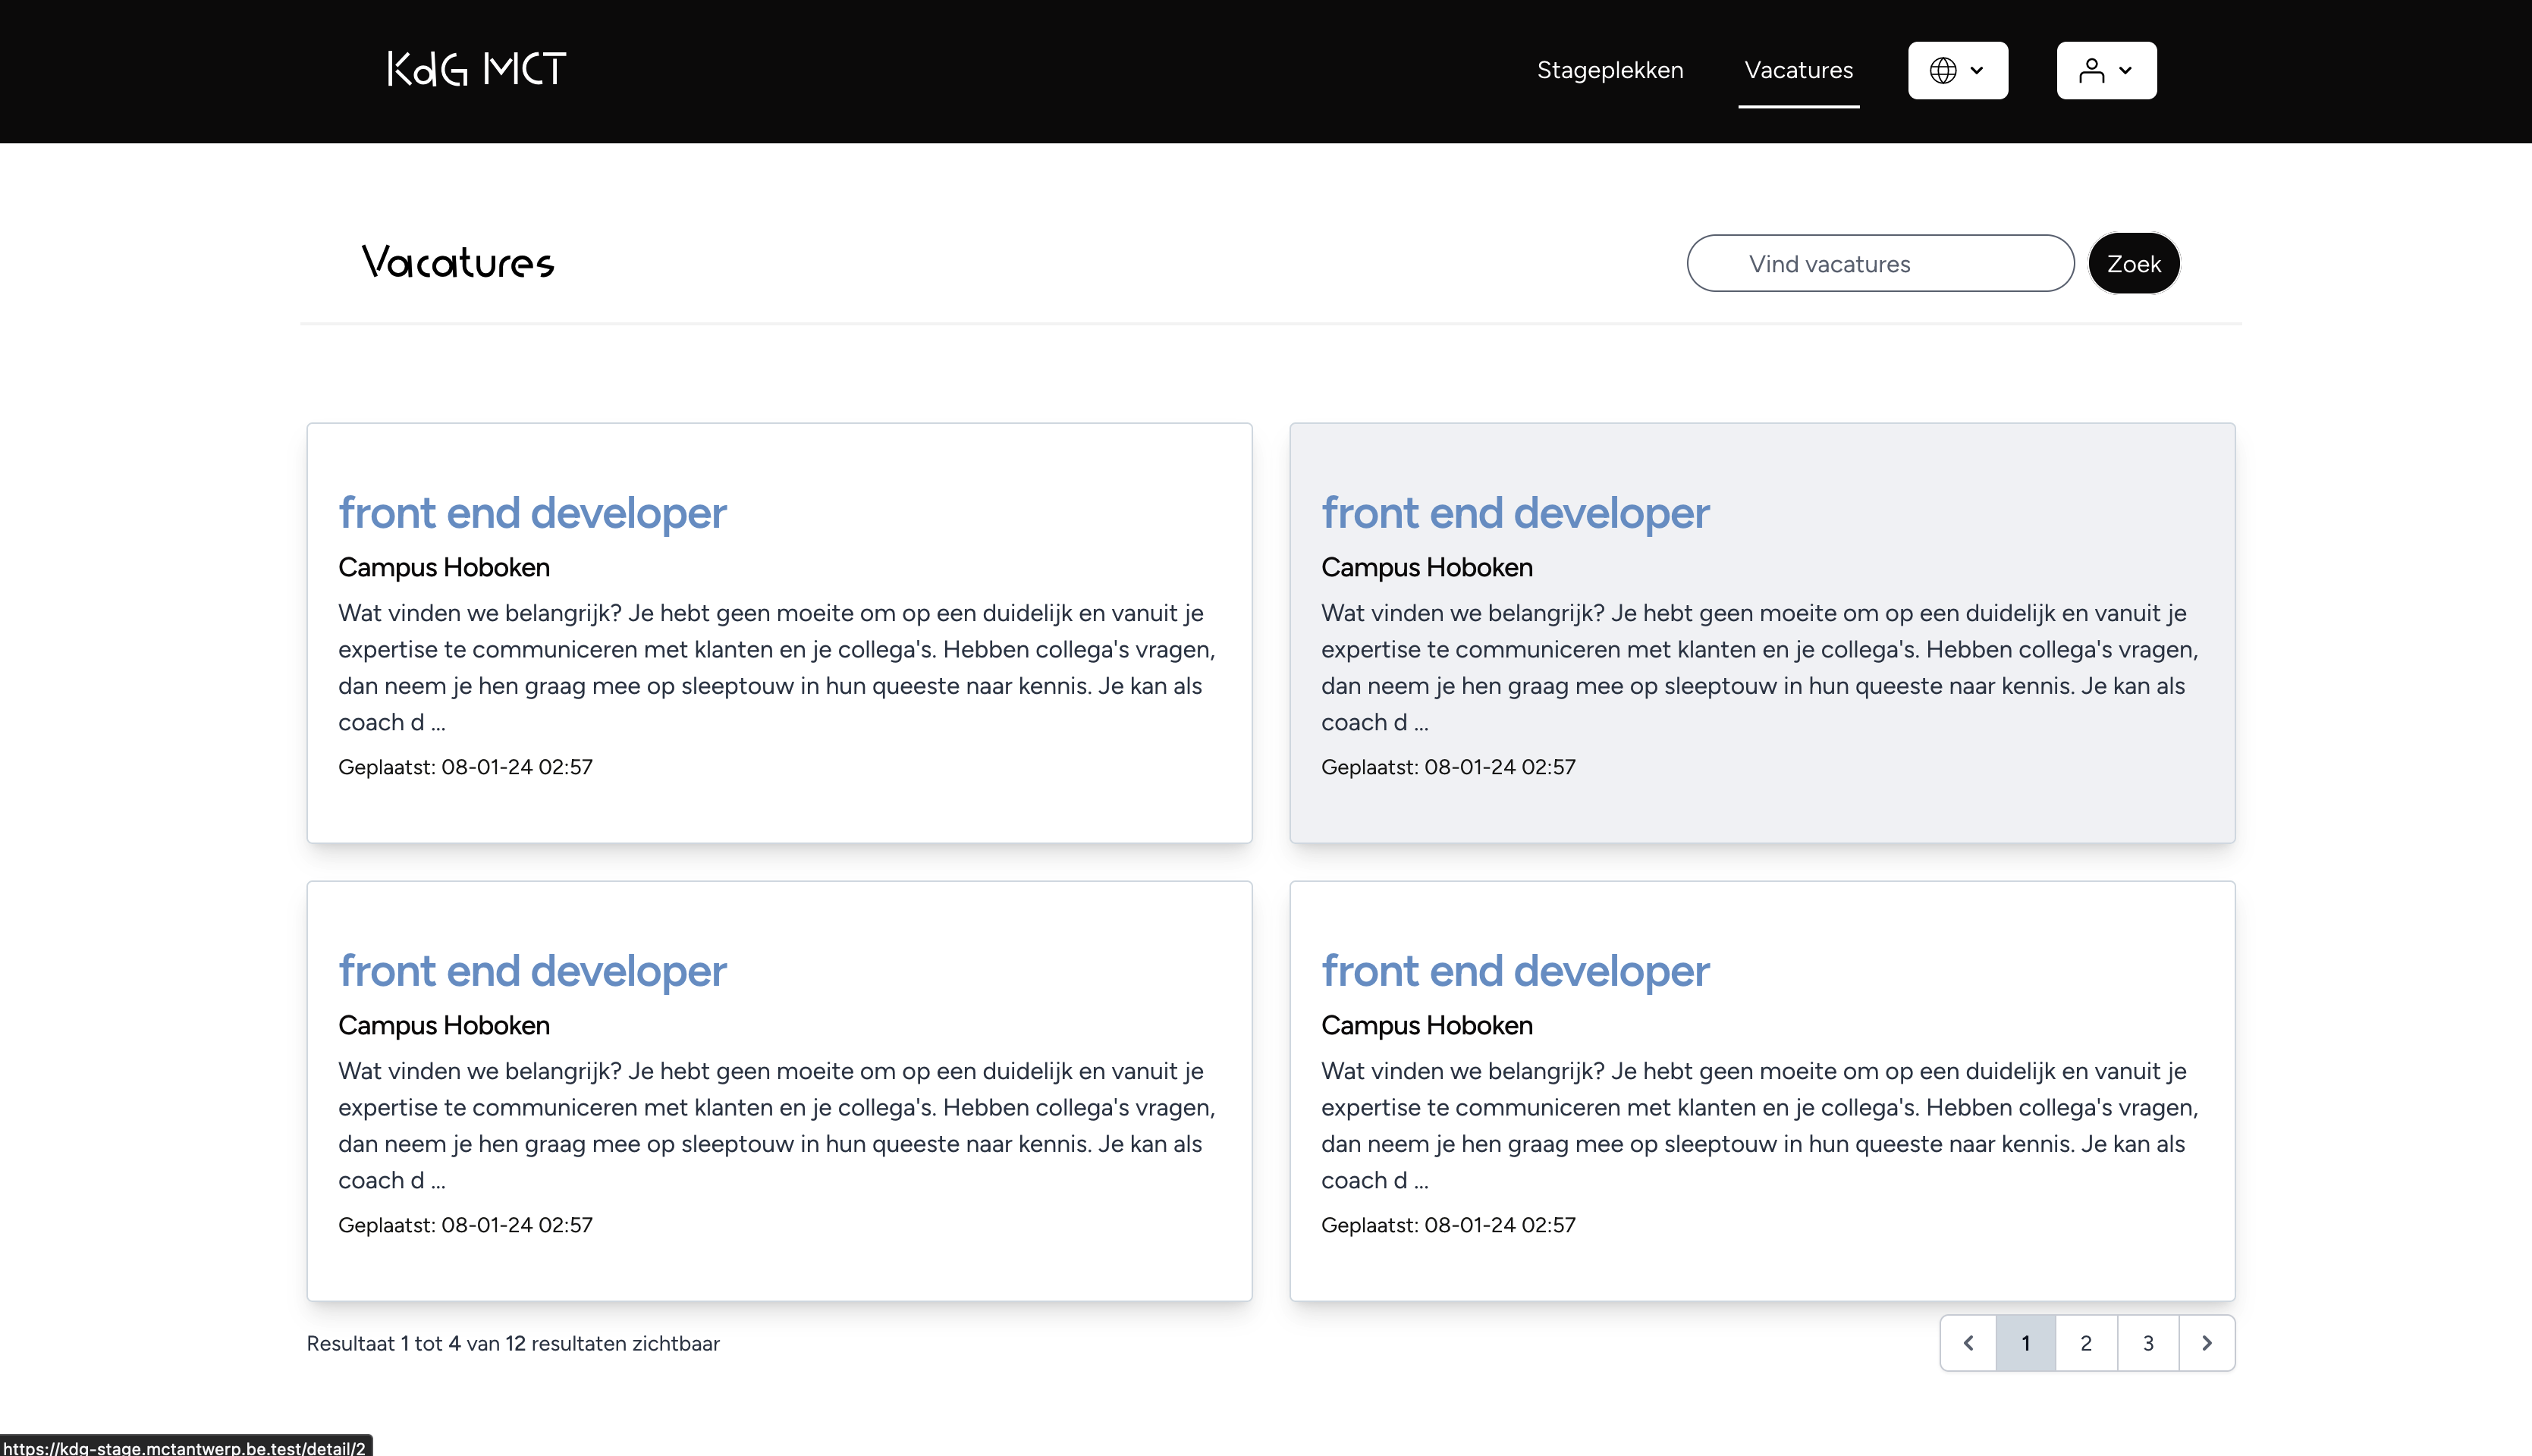 KdG MCT
Stageplekken
Vacatures
Vacatures
Vind vacatures
Zoek
front end developer
Campus Hoboken
Wat vinden we belangrijk? Je hebt geen moeite om op een duidelijk en vanuit je
expertise te communiceren met klanten en je collega's. Hebben collega's vragen,
dan neem je hen graag mee op sleeptouw in hun queeste naar kennis. Je kan als
coach d ...
Geplaatst: 08-01-24 02:57
front end developer
Campus Hoboken
Wat vinden we belangrijk? Je hebt geen moeite om op een duidelijk en vanuit je
expertise te communiceren met klanten en je collega's. Hebben collega's vragen,
dan neem je hen graag mee op sleeptouw in hun queeste naar kennis. Je kan als
coach d ...
Geplaatst: 08-01-24 02:57
front end developer
Campus Hoboken
Wat vinden we belangrijk? Je hebt geen moeite om op een duidelijk en vanuit je
expertise te communiceren met klanten en je collega's. Hebben collega's vragen,
dan neem je hen graag mee op sleeptouw in hun queeste naar kennis. Je kan als
coach d ...
Geplaatst: 08-01-24 02:57
front end developer
Campus Hoboken
Wat vinden we belangrijk? Je hebt geen moeite om op een duidelijk en vanuit je
expertise te communiceren met klanten en je collega's. Hebben collega's vragen,
dan neem je hen graag mee op sleeptouw in hun queeste naar kennis. Je kan als
coach d ...
Geplaatst: 08-01-24 02:57
Resultaat 1 tot 4 van 12 resultaten zichtbaar
1 2 3
https://kdg-stage.mctantwerp.be.test/detail/2